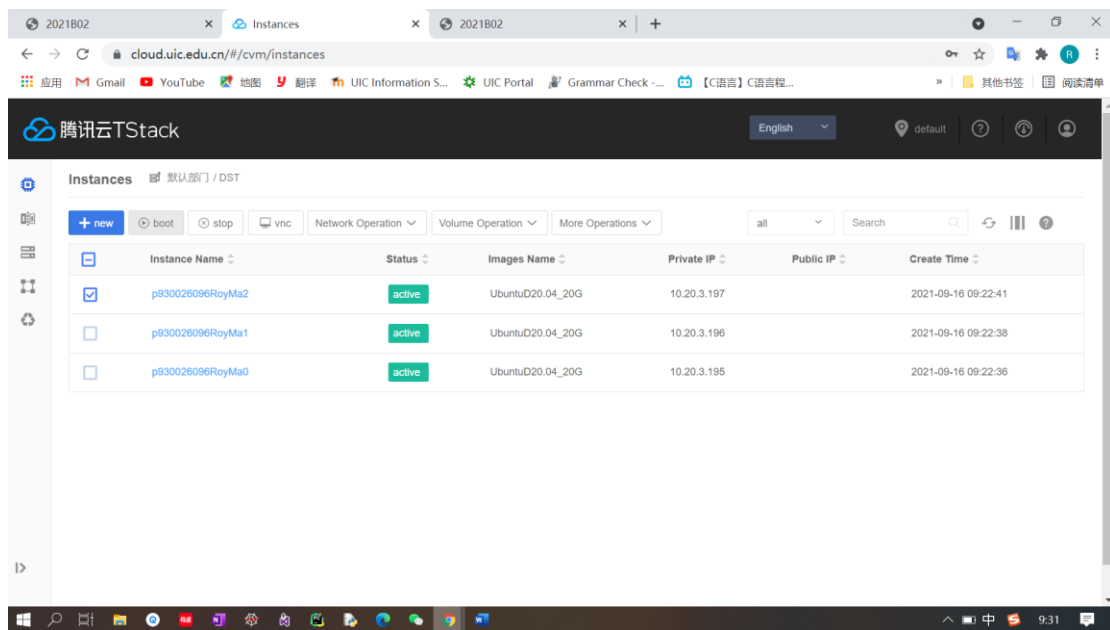 2021B02
Instances
2021B02
cloud.uic.edu.cn/#/cvm/instances
R
应用 Gmail YouTube 地图 翻译 UIC Information S... UIC Portal Grammar Check -... 【C语言】C语言程... » 其他书签 阅读清单
腾讯云TStack English default
Instances 默认部门 / DST
+ new boot stop vnc Network Operation Volume Operation More Operations all Search
Instance Name Status Images Name Private IP Public IP Create Time
p930026096RoyMa2 active UbuntuD20.04_20G 10.20.3.197 2021-09-16 09:22:41
p930026096RoyMa1 active UbuntuD20.04_20G 10.20.3.196 2021-09-16 09:22:38
p930026096RoyMa0 active UbuntuD20.04_20G 10.20.3.195 2021-09-16 09:22:36
中 9:31